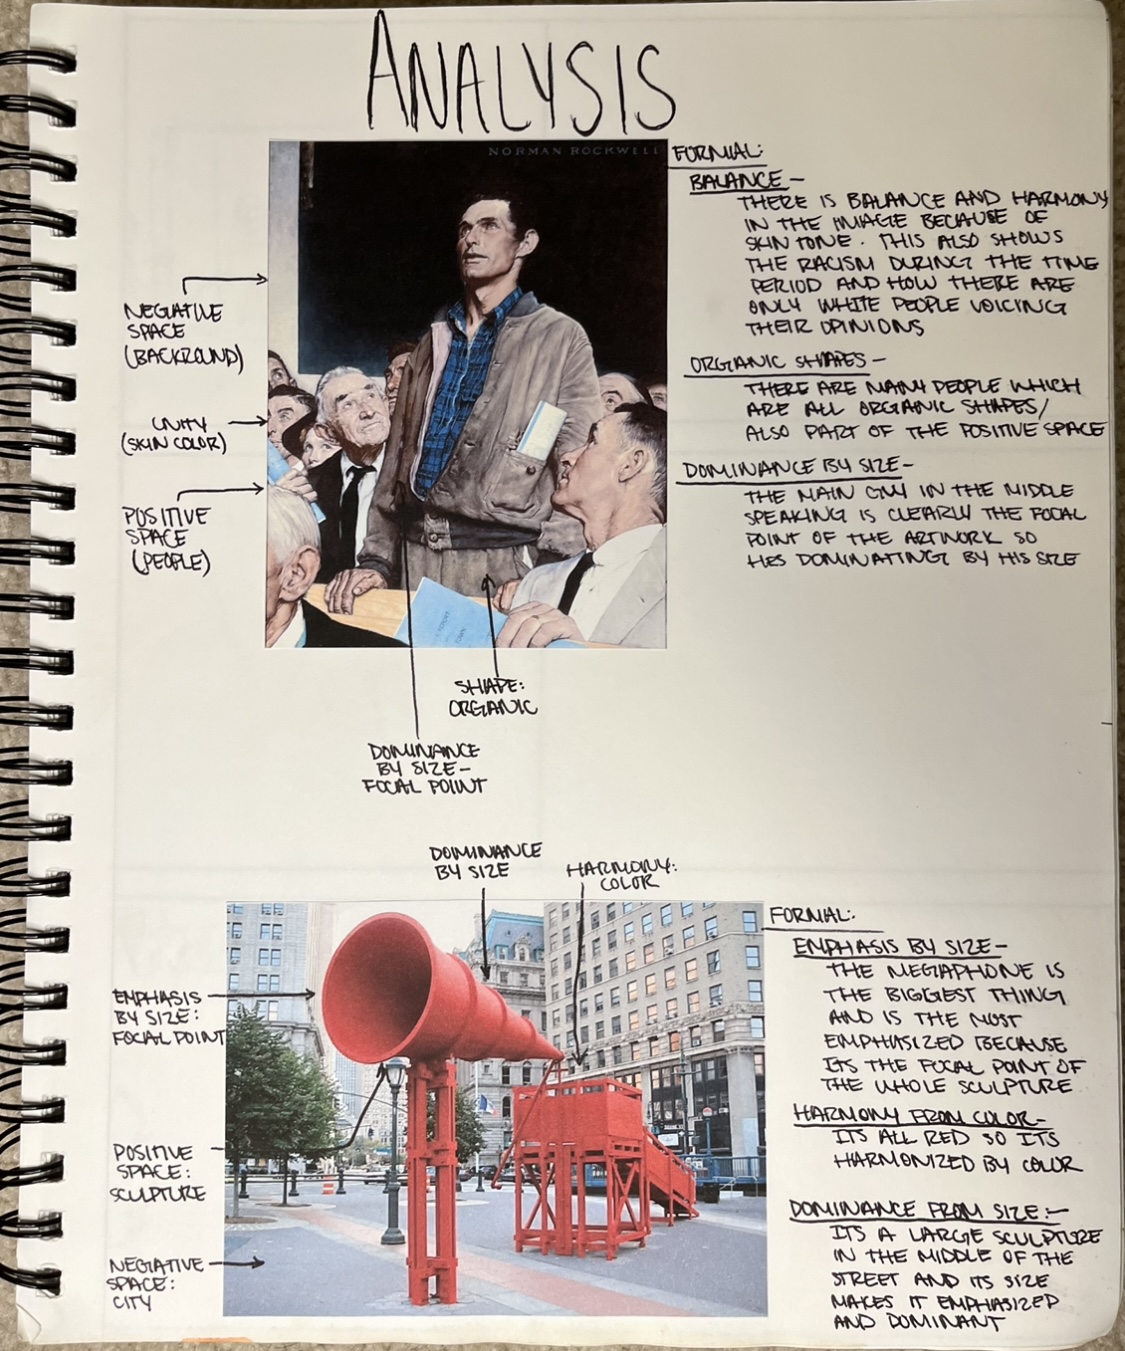 ANALYSIS
NORMAN ROCKWELL
FORMAL:
BALANCE-
THERE IS BALANCE AND HARMONY
IN THE IMAGE BECAUSE OF
SKIN TONE. THIS ALSO SHOWS
THE RACISM DURING THE TIME
PERIOD AND HOW THERE ARE
ONLY WHITE PEOPLE VOICING
THEIR OPINIONS
ORGANIC SHAPES-
THERE ARE MANY PEOPLE WHICH
ARE ALL ORGANIC SHAPES/
ALSO PART OF THE POSITIVE SPACE
DOMINANCE BY SIZE-
THE MAIN GUY IN THE MIDDLE
SPEAKING IS CLEARLY THE FOCAL
POINT OF THE ARTWORK SO
HES DOMINATING BY HIS SIZE
NEGATIVE
SPACE
(BACKROUND)
UNITY
(SKIN COLOR)
POSITIVE
SPACE
(PEOPLE)
SHAPE:
ORGANIC
DOMINANCE
BY SIZE-
FOCAL POINT
DOMINANCE
BY SIZE
HARMONY:
COLOR
EMPHASIS
BY SIZE:
FOCAL POINT
POSITIVE
SPACE:
SCULPTURE
NEGATIVE
SPACE:
CITY
FORMAL:
EMPHASIS BY SIZE-
THE MEGAPHONE IS
THE BIGGEST THING
AND IS THE MOST
EMPHASIZED BECAUSE
ITS THE FOCAL POINT OF
THE WHOLE SCULPTURE
HARMONY FROM COLOR-
ITS ALL RED SO ITS
HARMONIZED BY COLOR
DOMINANCE FROM SIZE:-
ITS A LARGE SCULPTURE
IN THE MIDDLE OF THE
STREET AND ITS SIZE
MAKES IT EMPHASIZED
AND DOMINANT